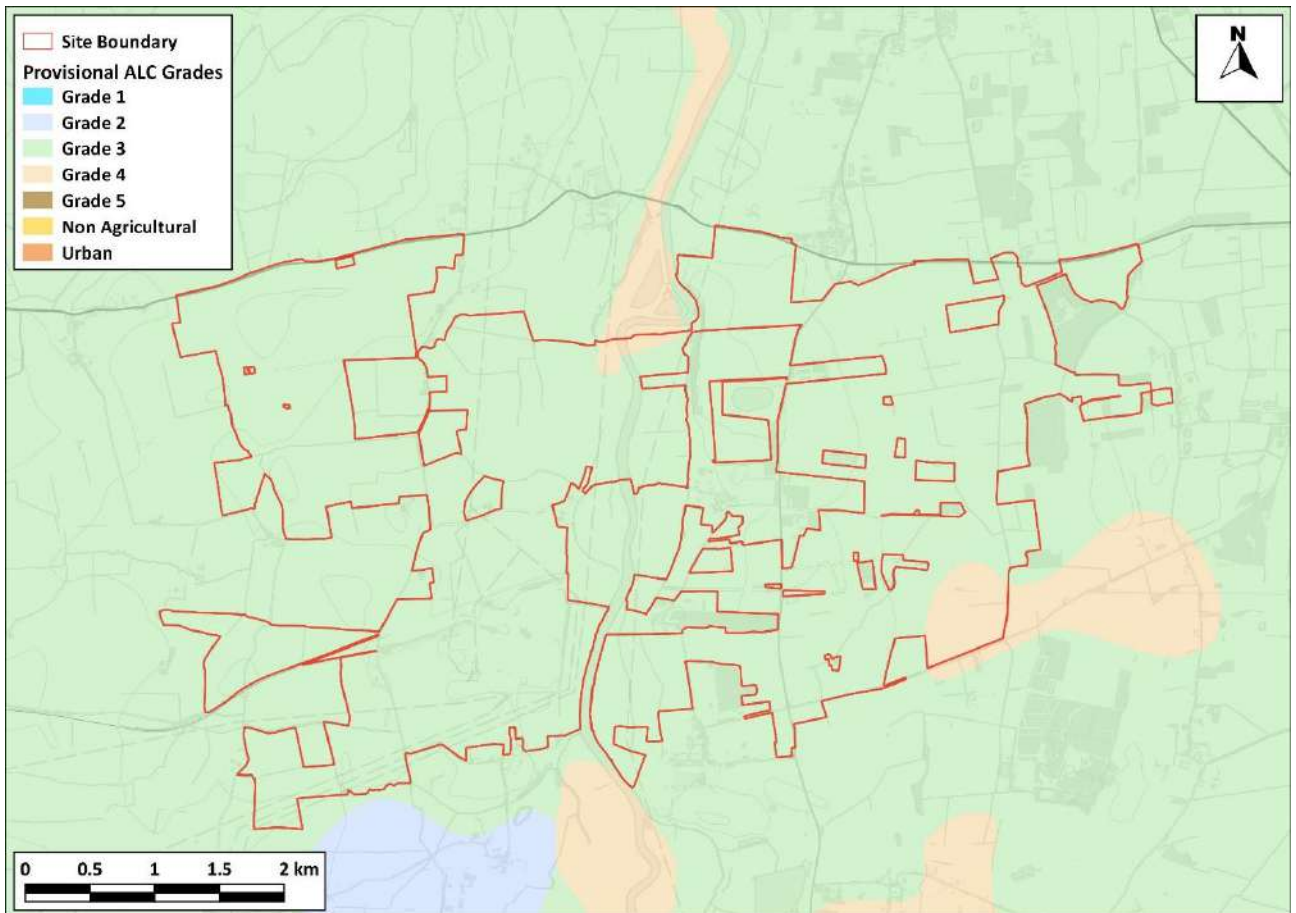 Site Boundary
Provisional ALC Grades
Grade 1
Grade 2
Grade 3
Grade 4
Grade 5
Non Agricultural
Urban
N
0 0.5 1 1.5 2 km